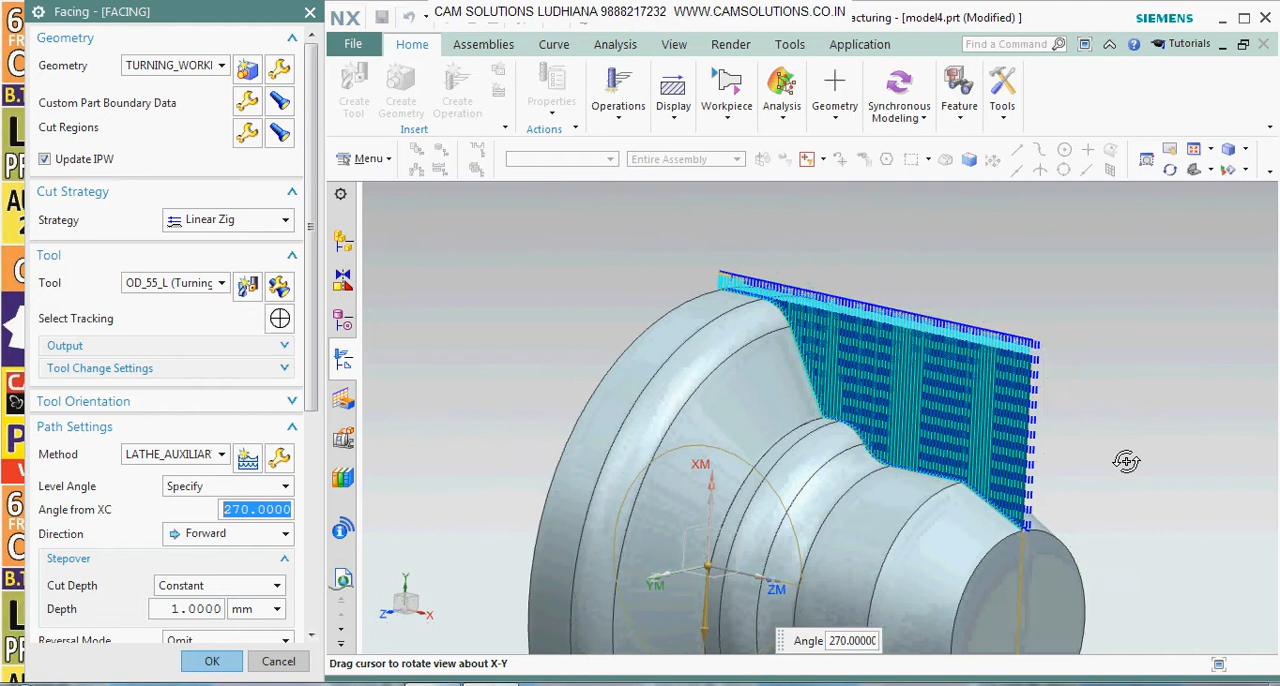 Facing - [FACING]
CAM SOLUTIONS LUDHIANA 9888217232 WWW.CAMSOLUTIONS.CO.IN
NX
acturing - [model4.prt (Modified) ]
SIEMENS
File
Home
Assemblies
Curve
Analysis
View
Render
Tools
Application
Find a Command
Tutorials
Create Tool
Create Geometry
Create Operation
Insert
Properties
Actions
Operations
Display
Workpiece
Analysis
Geometry
Synchronous Modeling
Feature
Tools
Menu
Entire Assembly
Geometry
Geometry
TURNING_WORKI
Custom Part Boundary Data
Cut Regions
Update IPW
Cut Strategy
Strategy
Linear Zig
Tool
Tool
OD_55_L (Turning
Select Tracking
Output
Tool Change Settings
Tool Orientation
Path Settings
Method
LATHE_AUXILIAR
Level Angle
Specify
Angle from XC
270.0000
Direction
Forward
Stepover
Cut Depth
Constant
Depth
1.0000
mm
Reversal Mode
Omit
OK
Cancel
XM
YM
ZM
Y
Z
X
Angle
270.00000
Drag cursor to rotate view about X-Y